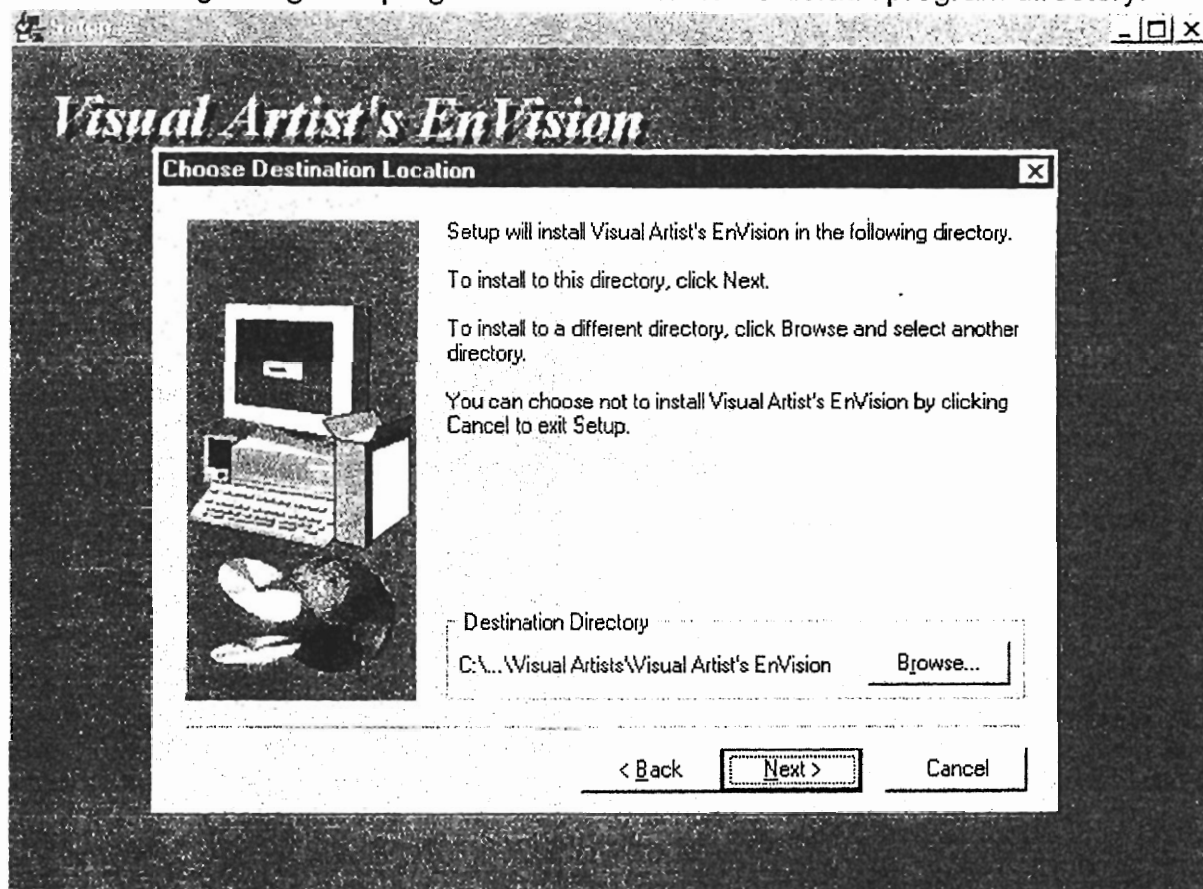 program directory.
Visual Artist's EnVision
Choose Destination Location
Setup will install Visual Artist's EnVision in the following directory.
To install to this directory, click Next.
To install to a different directory, click Browse and select another
directory.
You can choose not to install Visual Artist's EnVision by clicking
Cancel to exit Setup.
Destination Directory
C:\...\Visual Artists\Visual Artist's EnVision
Browse...
< Back
Next >
Cancel